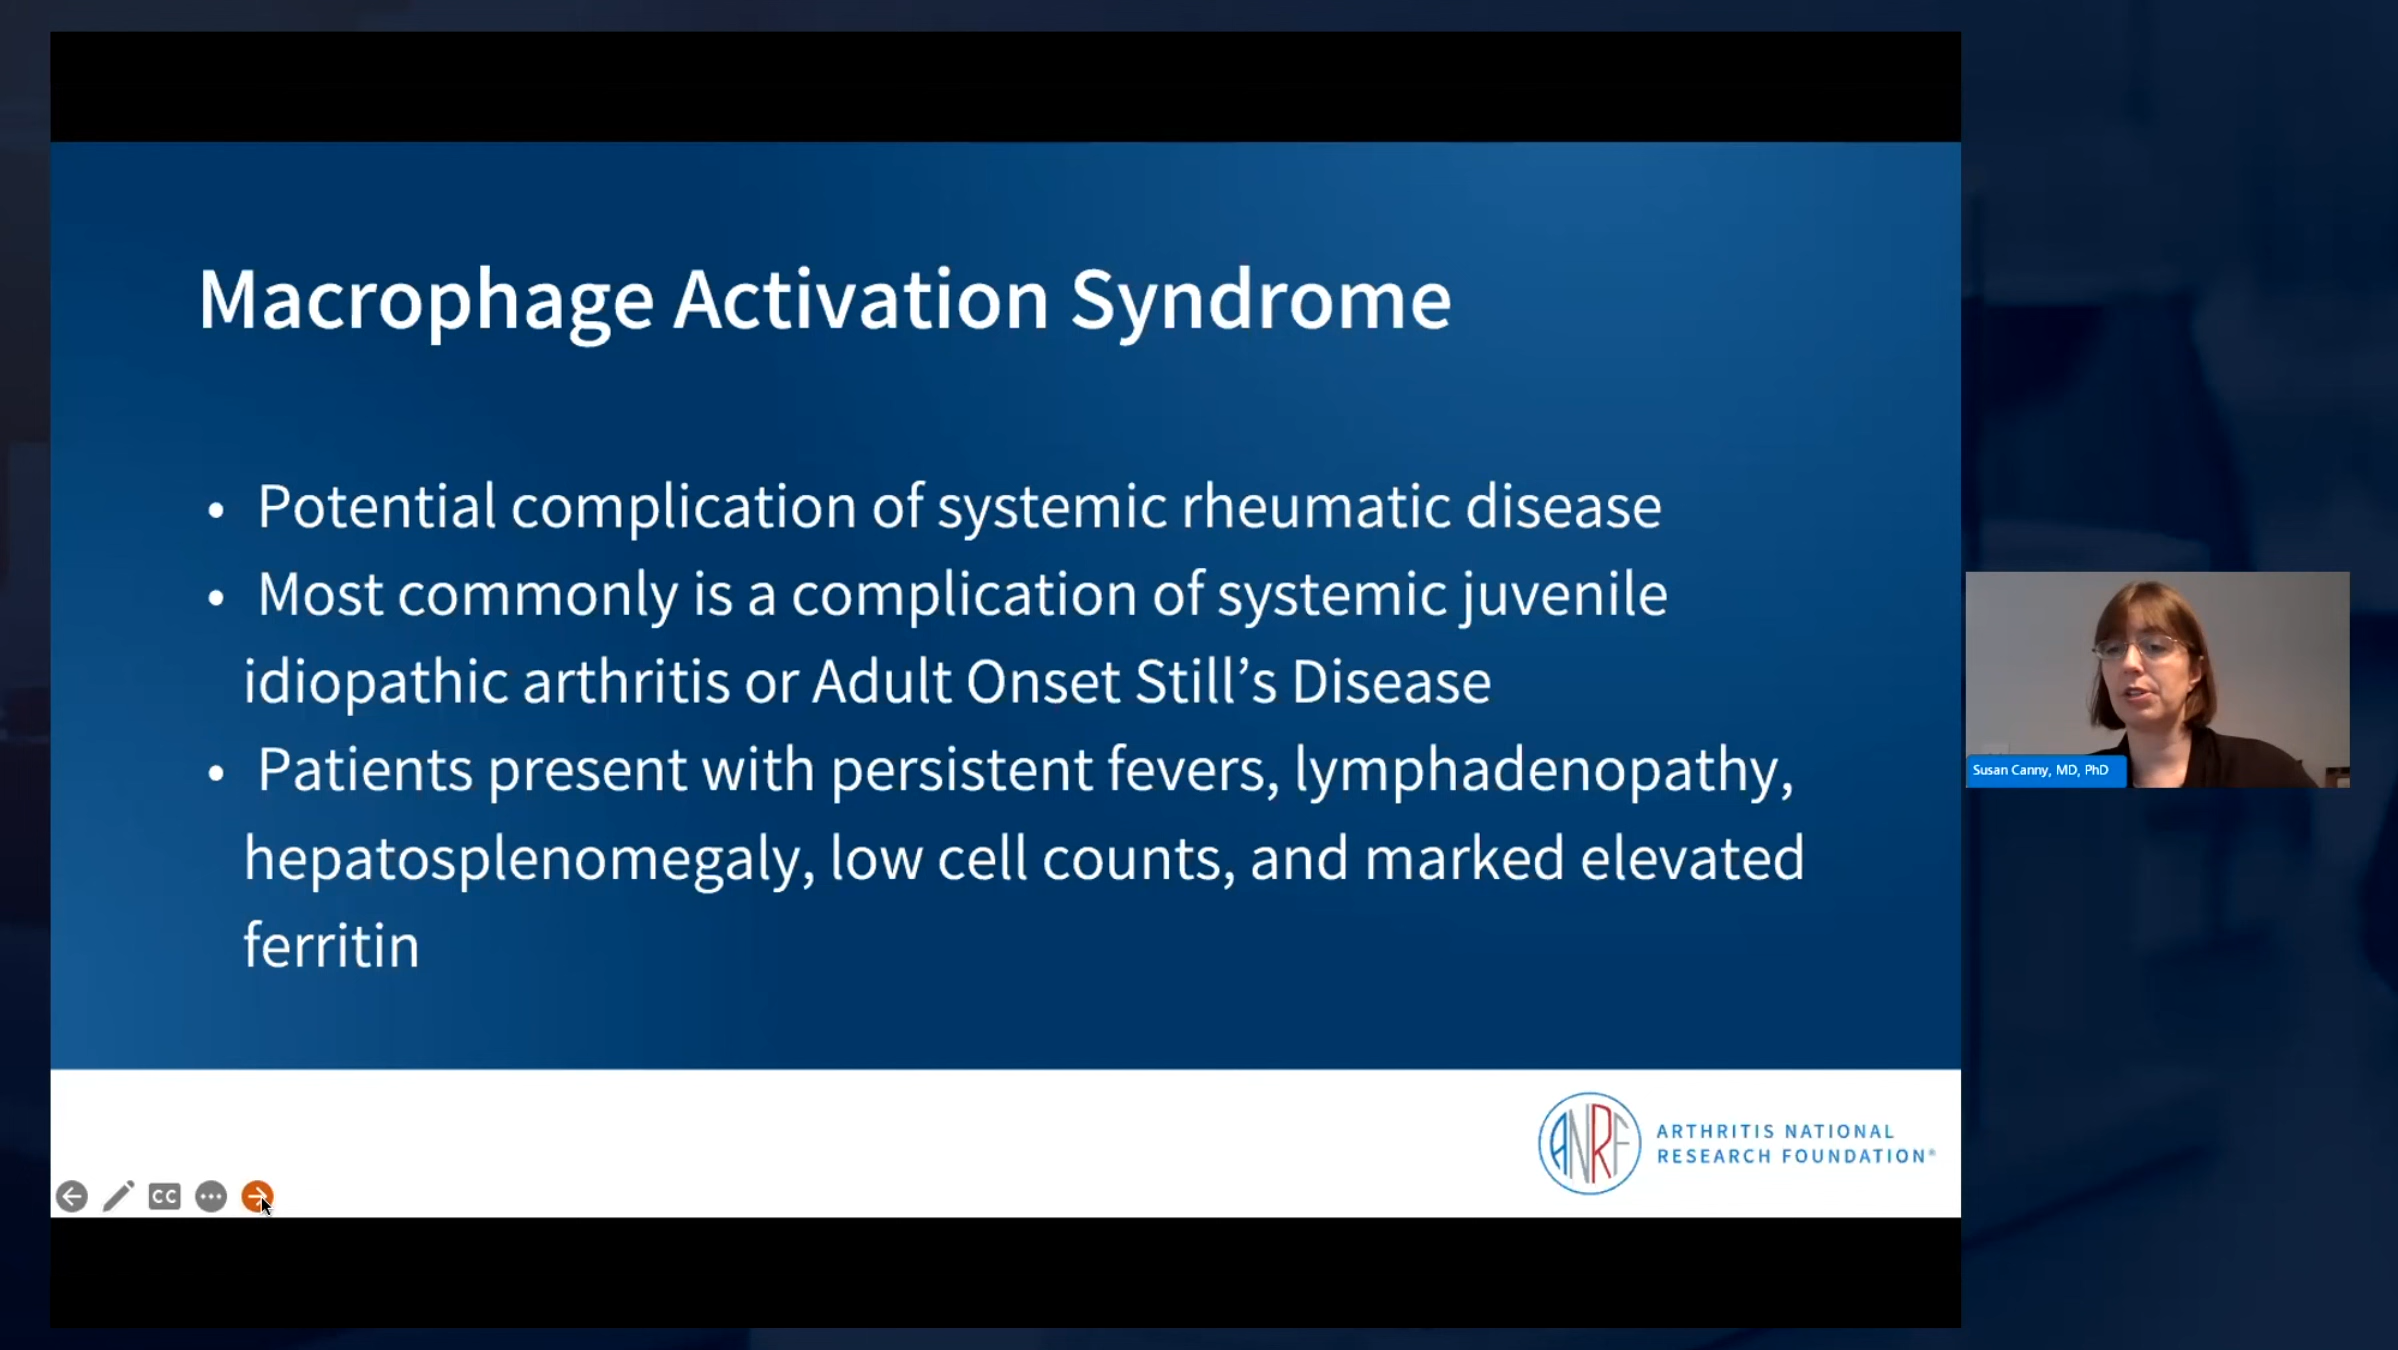 Macrophage Activation Syndrome
• Potential complication of systemic rheumatic disease
• Most commonly is a complication of systemic juvenile
idiopathic arthritis or Adult Onset Still’s Disease
• Patients present with persistent fevers, lymphadenopathy,
hepatosplenomegaly, low cell counts, and marked elevated
ferritin
Susan Canny, MD, PhD
ANRF
ARTHRITIS NATIONAL
RESEARCH FOUNDATION®
CC